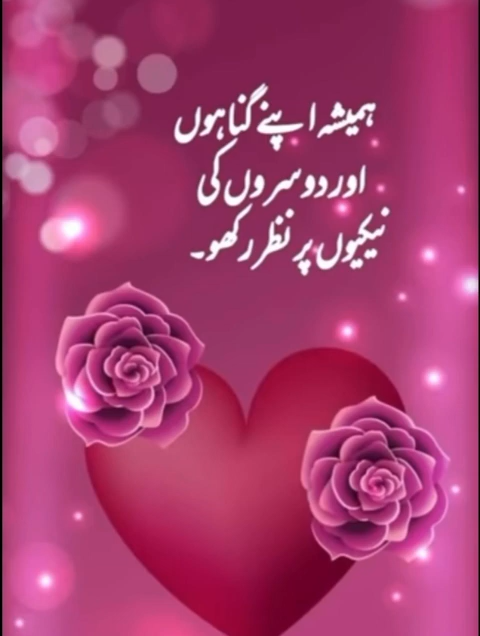 ہمیشہ اپنے گناہوں
اور دوسروں کی
نیکیوں پر نظر رکھو۔